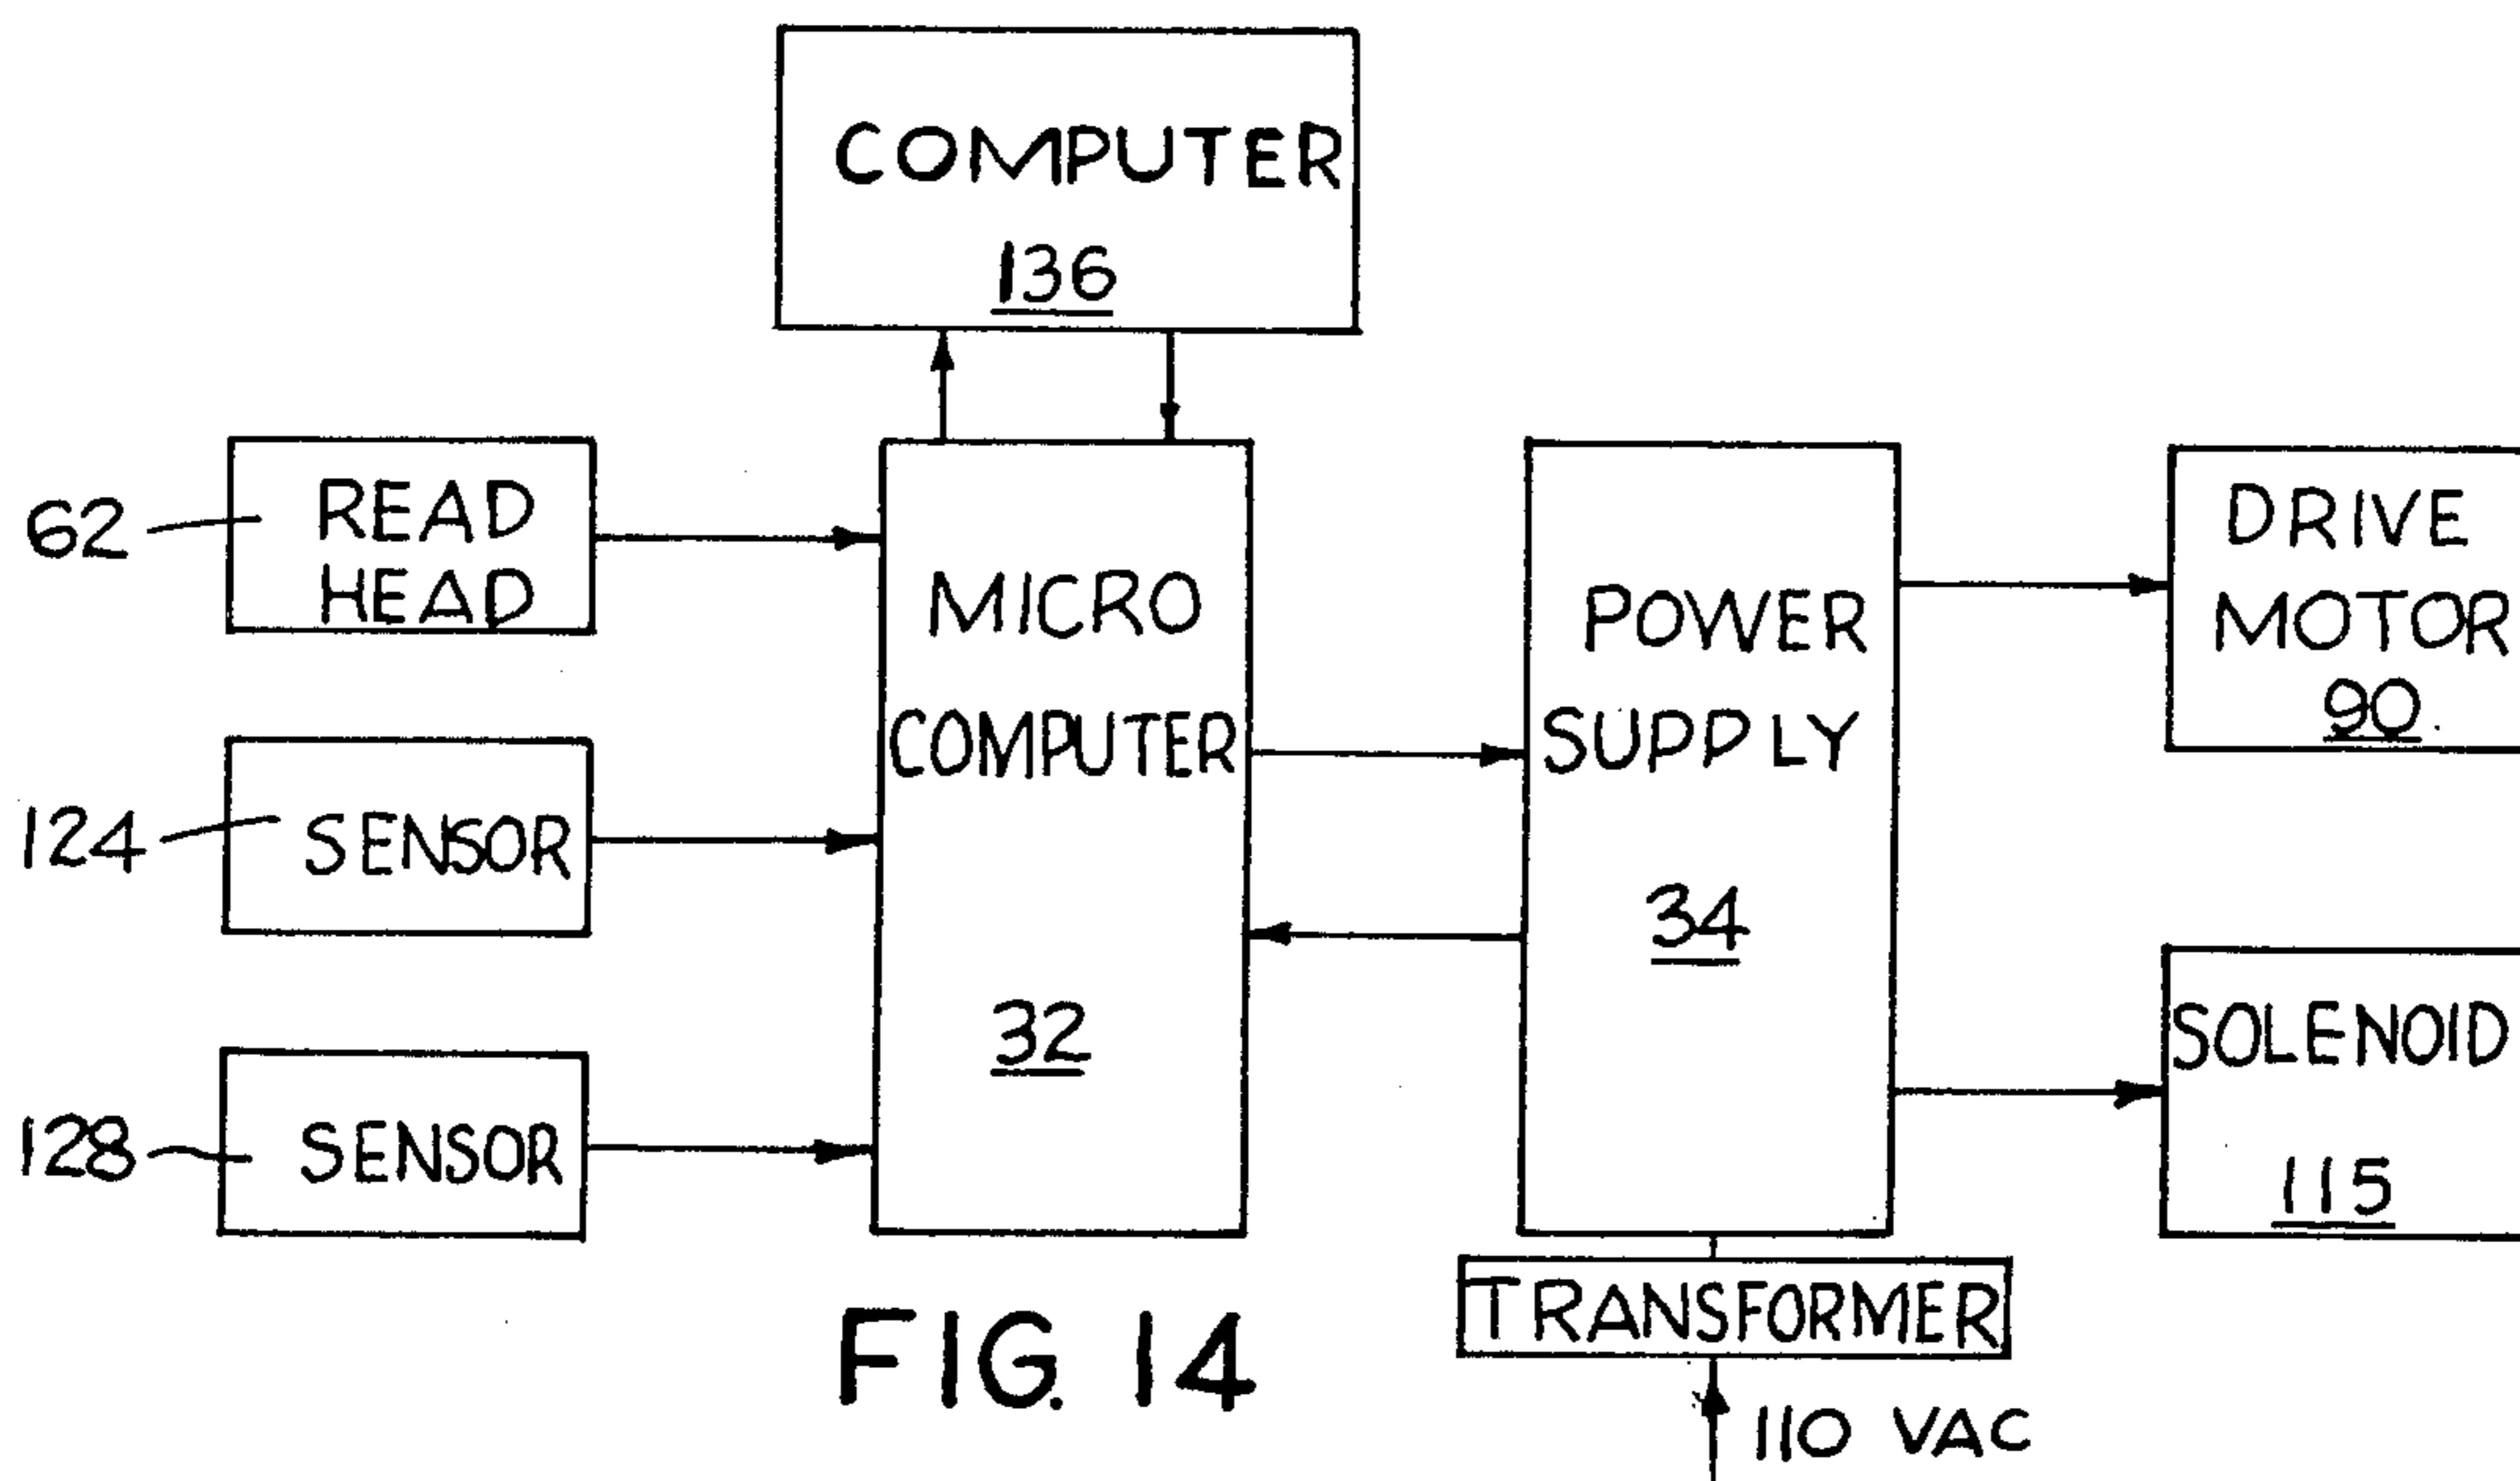 COMPUTER
136
62
READ
HEAD
MICRO
COMPUTER
32
POWER
SUPPLY
34
DRIVE
MOTOR
90
124
SENSOR
128
SENSOR
SOLENOID
115
TRANSFORMER
110 VAC
FIG. 14